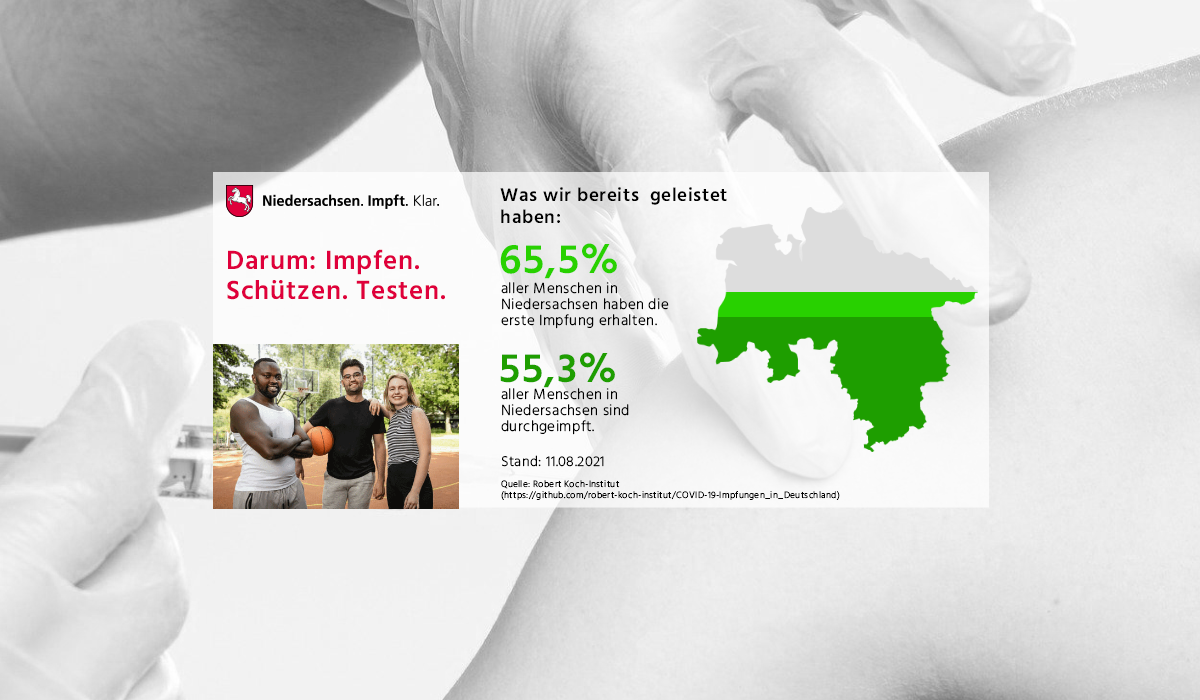 Niedersachsen. Impft. Klar.
Darum: Impfen.
Schützen. Testen.
Was wir bereits geleistet
haben:
65,5%
aller Menschen in
Niedersachsen haben die
erste Impfung erhalten.
55,3%
aller Menschen in
Niedersachsen sind
durchgeimpft.
Stand: 11.08.2021
Quelle: Robert Koch-Institut
(https://github.com/robert-koch-institut/COVID-19-Impfungen_in_Deutschland)